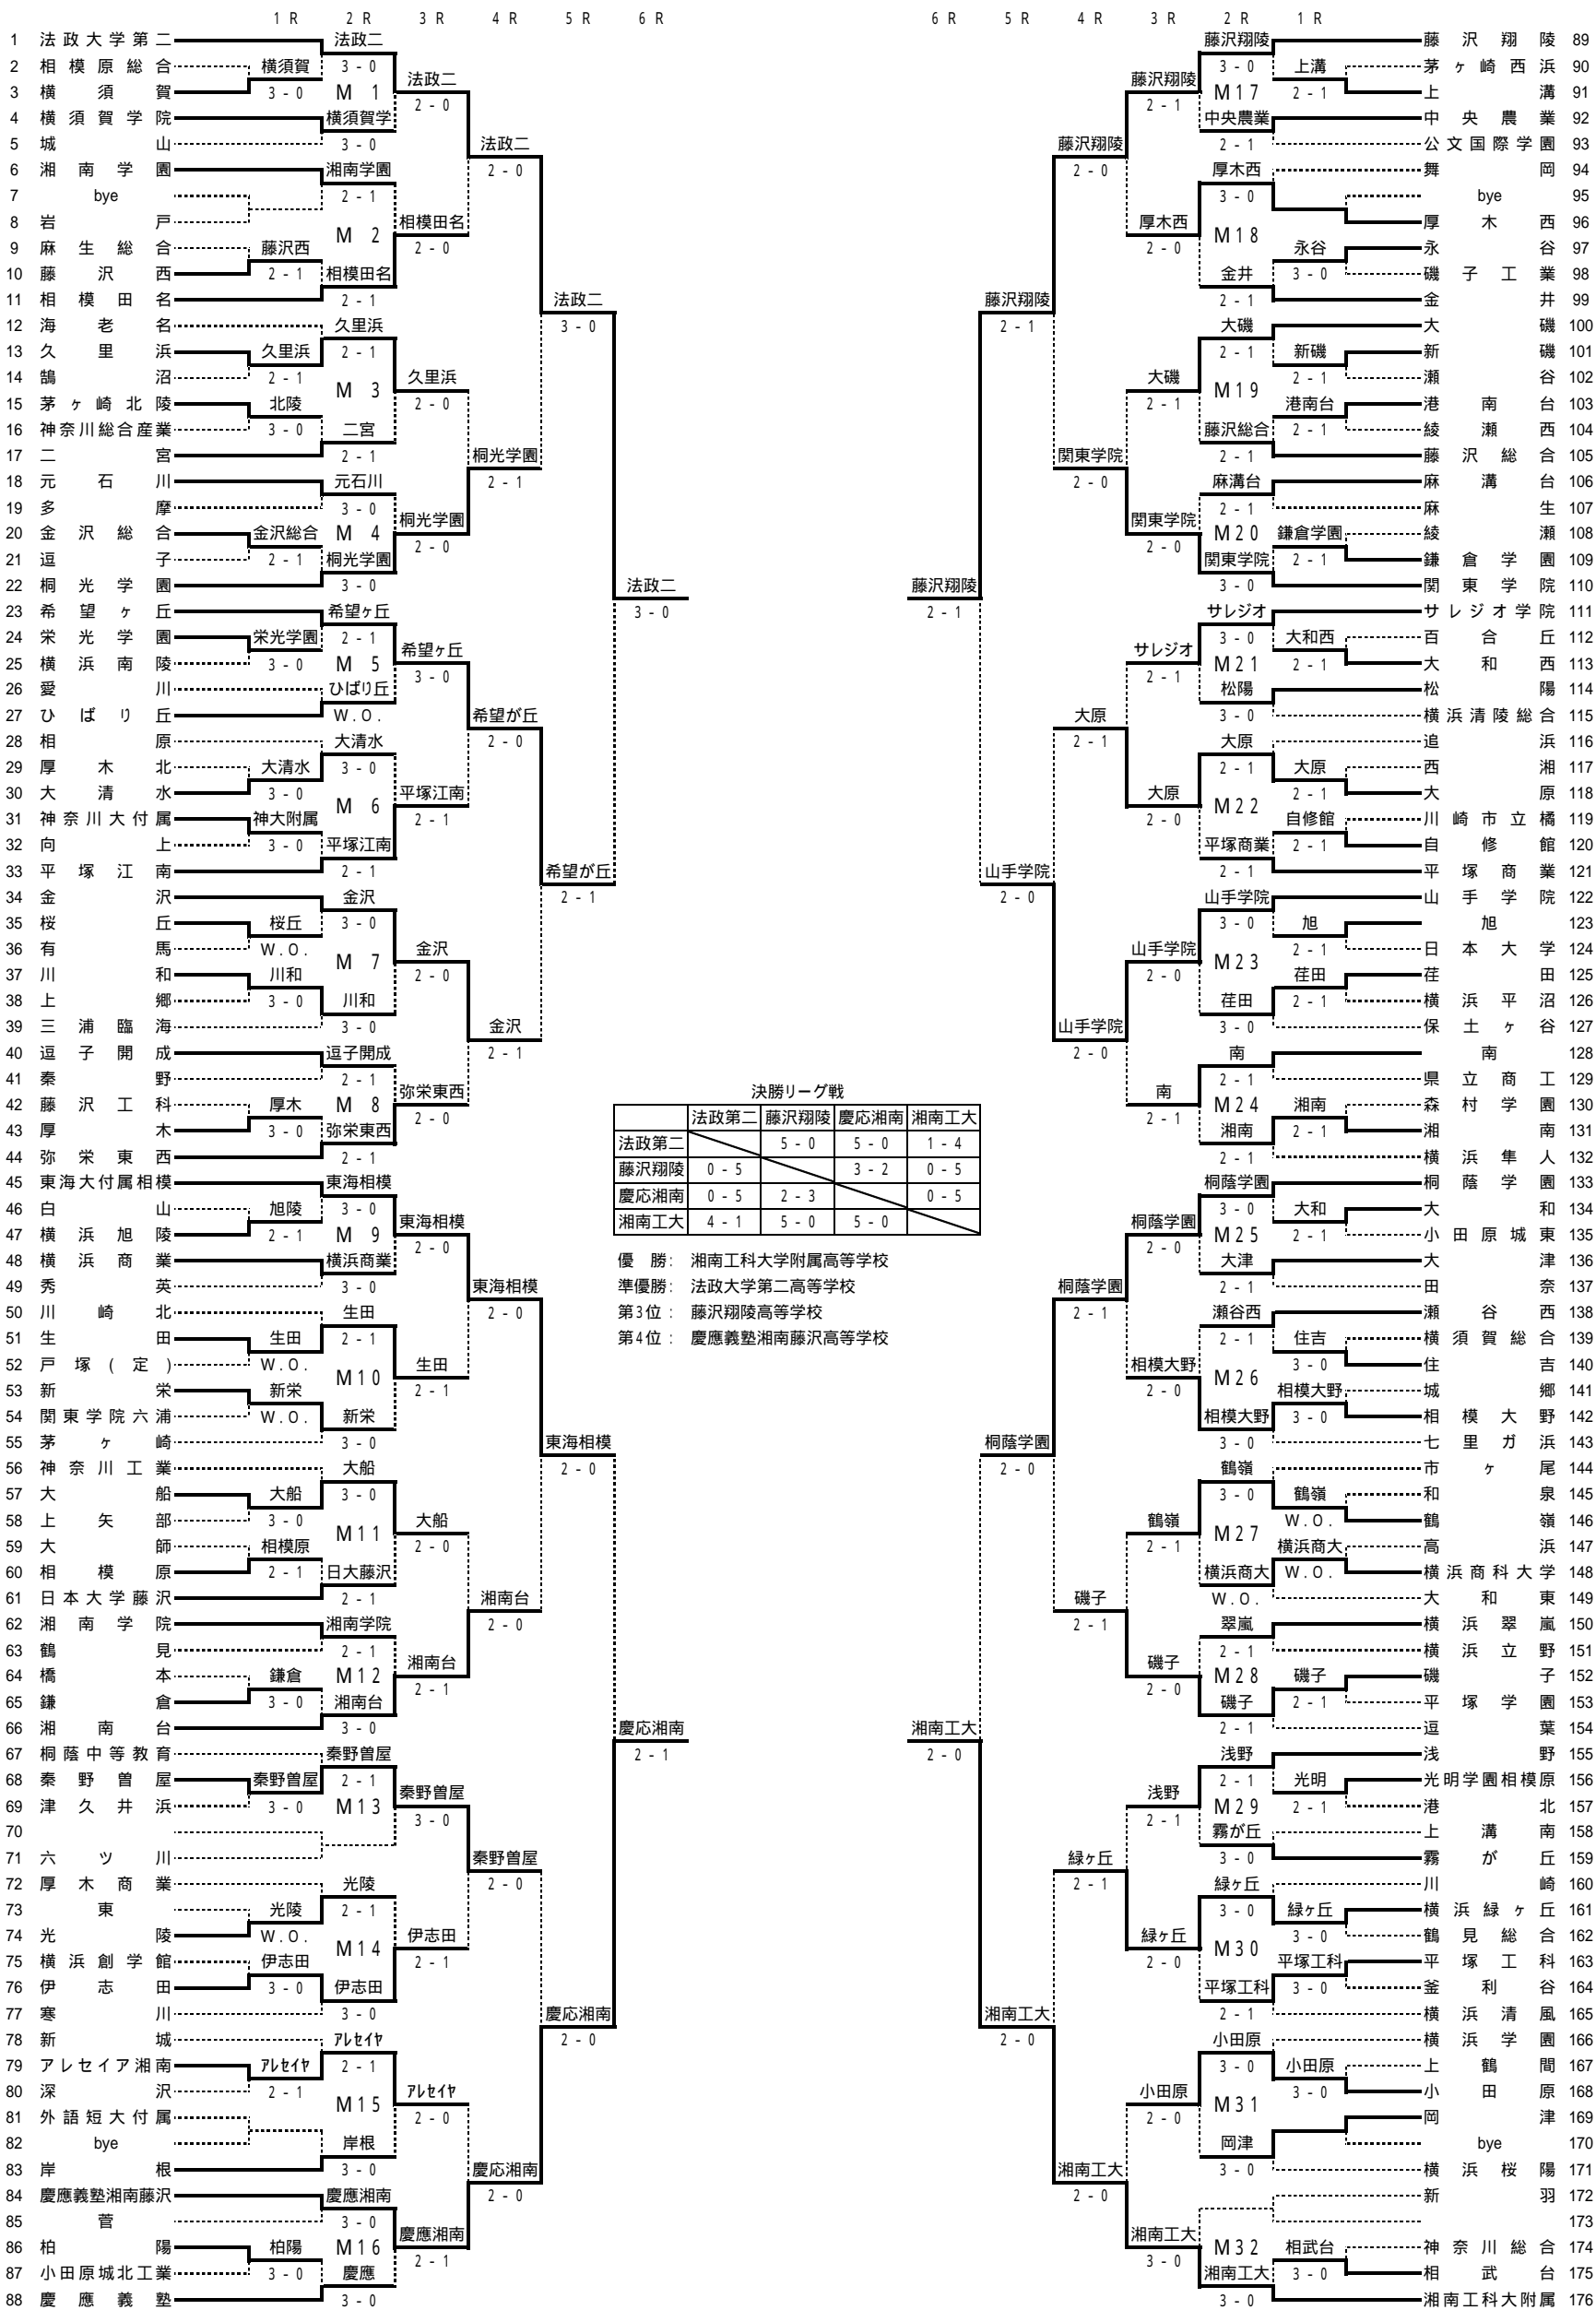 1 R 2 R 3 R 4 R 5 R 6 R
6 R 5 R 4 R 3 R 2 R 1 R
1 法政大学第二
2 相模原総合
3 横須賀
4 横須賀学院
5 城山
6 湘南学園
7 bye
8 岩戸
9 麻生総合
10 藤沢西
11 相模田名
12 海老名
13 久里浜
14 鵠沼
15 茅ヶ崎北陵
16 神奈川総合産業
17 二宮
18 元石川
19 多摩
20 金沢総合
21 逗子
22 桐光学園
23 希望ヶ丘
24 栄光学園
25 横浜南陵
26 愛川
27 ひばり丘
28 相原
29 厚木北
30 大清水
31 神奈川大付属
32 向上
33 平塚江南
34 金沢
35 桜丘
36 有馬
37 川和
38 上郷
39 三浦臨海
40 逗子開成
41 秦野
42 藤沢工科
43 厚木
44 弥栄東西
45 東海大付属相模
46 白山
47 横浜旭陵
48 横浜商業
49 秀英
50 川崎北
51 生田
52 戸塚(定)
53 新栄
54 関東学院六浦
55 茅ヶ崎
56 神奈川工業
57 大船
58 上矢部
59 大師
60 相模原
61 日本大学藤沢
62 湘南学院
63 鶴見
64 橋本
65 鎌倉
66 湘南台
67 桐蔭中等教育
68 秦野曽屋
69 津久井浜
70
71 六ツ川
72 厚木商業
73 東
74 光陵
75 横浜創学館
76 伊志田
77 寒川
78 新城
79 アレセイア湘南
80 深沢
81 外語短大付属
82 bye
83 岸根
84 慶應義塾湘南藤沢
85 菅
86 柏陽
87 小田原城北工業
88 慶應義塾
横須賀 3 - 0
藤沢西 2 - 1
久里浜 2 - 1
北陵 3 - 0
金沢総合 2 - 1
栄光学園 3 - 0
大清水 3 - 0
神大附属 3 - 0
桜丘 W.O.
川和 3 - 0
厚木 3 - 0
旭陵 2 - 1
生田 W.O.
新栄 W.O.
大船 3 - 0
相模原 2 - 1
鎌倉 3 - 0
秦野曽屋 3 - 0
光陵 W.O.
伊志田 3 - 0
アレセイヤ 2 - 1
柏陽 3 - 0
法政二 3 - 0
M 1
横須賀学 3 - 0
湘南学園 2 - 1
M 2
相模田名 2 - 1
久里浜 2 - 1
M 3
二宮 2 - 1
元石川 3 - 0
M 4
桐光学園 3 - 0
希望ヶ丘 2 - 1
M 5
ひばり丘 W.O.
大清水 3 - 0
M 6
平塚江南 2 - 1
金沢 3 - 0
M 7
川和 3 - 0
逗子開成 2 - 1
M 8
弥栄東西 2 - 1
東海相模 3 - 0
M 9
横浜商業 3 - 0
生田 2 - 1
M10
新栄 3 - 0
大船 3 - 0
M11
日大藤沢 2 - 1
湘南学院 2 - 1
M12
湘南台 3 - 0
秦野曽屋 2 - 1
M13
光陵 2 - 1
M14
伊志田 3 - 0
アレセイヤ 2 - 1
M15
岸根 3 - 0
慶應湘南 3 - 0
M16
慶應 3 - 0
法政二 2 - 0
相模田名 2 - 0
久里浜 2 - 0
桐光学園 2 - 0
希望ヶ丘 3 - 0
平塚江南 2 - 1
金沢 2 - 0
弥栄東西 2 - 0
東海相模 2 - 0
生田 2 - 1
大船 2 - 0
湘南台 2 - 1
秦野曽屋 3 - 0
伊志田 2 - 1
アレセイヤ 2 - 0
慶應湘南 2 - 1
法政二 2 - 0
桐光学園 2 - 1
希望が丘 2 - 0
金沢 2 - 1
東海相模 2 - 0
湘南台 2 - 0
秦野曽屋 2 - 0
慶応湘南 2 - 0
法政二 3 - 0
希望が丘 2 - 1
東海相模 2 - 0
慶応湘南 2 - 0
法政二 3 - 0
慶応湘南 2 - 1
決勝リーグ戦
法政第二 藤沢翔陵 慶応湘南 湘南工大
法政第二 5 - 0 5 - 0 1 - 4
藤沢翔陵 0 - 5 3 - 2 0 - 5
慶応湘南 0 - 5 2 - 3 0 - 5
湘南工大 4 - 1 5 - 0 5 - 0
優 勝: 湘南工科大学附属高等学校
準優勝: 法政大学第二高等学校
第3位: 藤沢翔陵高等学校
第4位: 慶應義塾湘南藤沢高等学校
藤沢翔陵 2 - 1
湘南工大 2 - 0
藤沢翔陵 2 - 1
山手学院 2 - 0
桐蔭学園 2 - 0
湘南工大 2 - 0
藤沢翔陵 2 - 0
関東学院 2 - 0
大原 2 - 1
山手学院 2 - 0
桐蔭学園 2 - 1
磯子 2 - 1
緑ヶ丘 2 - 1
湘南工大 2 - 0
藤沢翔陵 2 - 1
厚木西 2 - 0
大磯 2 - 1
関東学院 2 - 0
サレジオ 2 - 1
大原 2 - 0
山手学院 2 - 0
南 2 - 1
桐蔭学園 2 - 0
相模大野 2 - 0
鶴嶺 2 - 1
磯子 2 - 0
浅野 2 - 1
緑ヶ丘 2 - 0
小田原 2 - 0
湘南工大 3 - 0
藤沢翔陵 3 - 0
M17
中央農業 2 - 1
厚木西 3 - 0
M18
金井 2 - 1
大磯 2 - 1
M19
藤沢総合 2 - 1
麻溝台 2 - 1
M20
関東学院 3 - 0
サレジオ 3 - 0
M21
松陽 3 - 0
大原 2 - 1
M22
平塚商業 2 - 1
山手学院 3 - 0
M23
荏田 3 - 0
南 2 - 1
M24
湘南 2 - 1
桐蔭学園 3 - 0
M25
大津 2 - 1
瀬谷西 2 - 1
M26
相模大野 3 - 0
鶴嶺 3 - 0
M27
横浜商大 W.O.
翠嵐 2 - 1
M28
磯子 2 - 1
浅野 2 - 1
M29
霧が丘 3 - 0
緑ヶ丘 3 - 0
M30
平塚工科 2 - 1
小田原 3 - 0
M31
岡津 3 - 0
M32
湘南工大 3 - 0
上溝 2 - 1
永谷 3 - 0
新磯 2 - 1
港南台 2 - 1
鎌倉学園 2 - 1
大和西 2 - 1
大原 2 - 1
自修館 2 - 1
旭 2 - 1
荏田 2 - 1
湘南 2 - 1
大和 2 - 1
住吉 3 - 0
相模大野 3 - 0
鶴嶺 W.O.
横浜商大 W.O.
磯子 2 - 1
光明 2 - 1
緑ヶ丘 3 - 0
平塚工科 3 - 0
小田原 3 - 0
相武台 3 - 0
藤沢翔陵 89
茅ヶ崎西浜 90
上溝 91
中央農業 92
公文国際学園 93
舞岡 94
bye 95
厚木西 96
永谷 97
磯子工業 98
金井 99
大磯 100
新磯 101
瀬谷 102
港南台 103
綾瀬西 104
藤沢総合 105
麻溝台 106
麻生 107
綾瀬 108
鎌倉学園 109
関東学院 110
サレジオ学院 111
百合丘 112
大和西 113
松陽 114
横浜清陵総合 115
追浜 116
西湘 117
大原 118
川崎市立橘 119
自修館 120
平塚商業 121
山手学院 122
旭 123
日本大学 124
荏田 125
横浜平沼 126
保土ヶ谷 127
南 128
県立商工 129
森村学園 130
湘南 131
横浜隼人 132
桐蔭学園 133
大和 134
小田原城東 135
大津 136
田奈 137
瀬谷西 138
横須賀総合 139
住吉 140
城郷 141
相模大野 142
七里ガ浜 143
市ヶ尾 144
和泉 145
鶴嶺 146
高浜 147
横浜商科大学 148
大和東 149
横浜翠嵐 150
横浜立野 151
磯子 152
平塚学園 153
逗葉 154
浅野 155
光明学園相模原 156
港北 157
上溝南 158
霧が丘 159
川崎 160
横浜緑ヶ丘 161
鶴見総合 162
平塚工科 163
釜利谷 164
横浜清風 165
横浜学園 166
上鶴間 167
小田原 168
岡津 169
bye 170
横浜桜陽 171
新羽 172
173
神奈川総合 174
相武台 175
湘南工科大附属 176